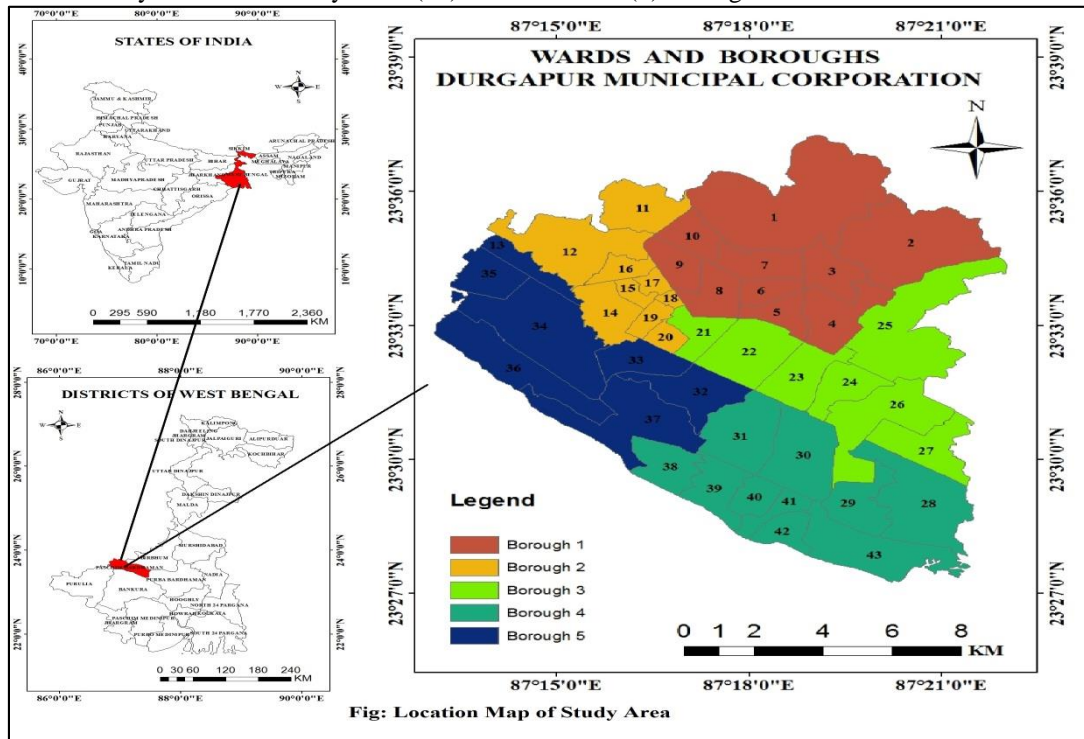 70°0'0"E 80°0'0"E 90°0'0"E
STATES OF INDIA
40°0'0"N
30°0'0"N
20°0'0"N
10°0'0"N
N
W E
S
JAMMU & KASHMIR
HIMACHAL PRADESH
PUNJAB
UTTARAKHAND
HARYANA
SIKKIM
ARUNACHAL PRADESH
RAJASTHAN
UTTAR PRADESH
BIHAR
ASSAM
NAGALAND
MEGHALAYA
MANIPUR
MIZORAM
GUJRAT
MADHYAPRADESH
CHHATTISGARH
ORISSA
MAHARASHTRA
TELENGANA
GOA
ANDHRA PRADESH
KARNATAKA
TAMIL NADU
KERALA
0 295 590 1,180 1,770 2,360
KM
70°0'0"E 80°0'0"E 90°0'0"E
86°0'0"E 88°0'0"E 90°0'0"E
DISTRICTS OF WEST BENGAL
28°0'0"N
26°0'0"N
24°0'0"N
22°0'0"N
N
W E
S
KALIMPONG
JALPAIGURI
ALIPURDUAR
KOCHBIHAR
UTTAR DINAJPUR
DAKSHIN DINAJPUR
MALDA
MURSHIDABAD
BIRBHUM
NADIA
PURBA BARDHAMAN
PURULIA
BANKURA
HOOGHLY
NORTH 24 PARGANA
PASCHIM MEDINIPUR
JHARGRAM
PURBO MEDINIPUR
SOUTH 24 PARGANA
0 30 60 120 180 240
KM
86°0'0"E 88°0'0"E 90°0'0"E
87°15'0"E 87°18'0"E 87°21'0"E
WARDS AND BOROUGHS
DURGAPUR MUNICIPAL CORPORATION
23°39'0"N
23°36'0"N
23°33'0"N
23°30'0"N
23°27'0"N
N
1
2
3
4
5
6
7
8
9
10
11
12
13
14
15
16
17
18
19
20
21
22
23
24
25
26
27
28
29
30
31
32
33
34
35
36
37
38
39
40
41
42
43
Legend
Borough 1
Borough 2
Borough 3
Borough 4
Borough 5
0 1 2 4 6 8
KM
87°15'0"E 87°18'0"E 87°21'0"E
Fig: Location Map of Study Area